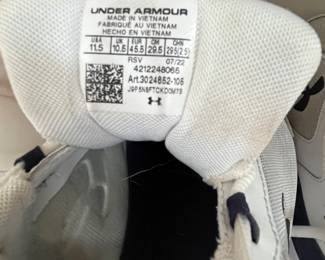 UNDER ARMOUR
MADE IN VIETNAM
FABRIQUÉ AU VIETNAM
HECHO EN VIETNAM
USA UK EUR CM CHN
11.5 10.5 45.5 29.5 295(2.5)
RSV 07/22
4212248066
Art.3024852-106